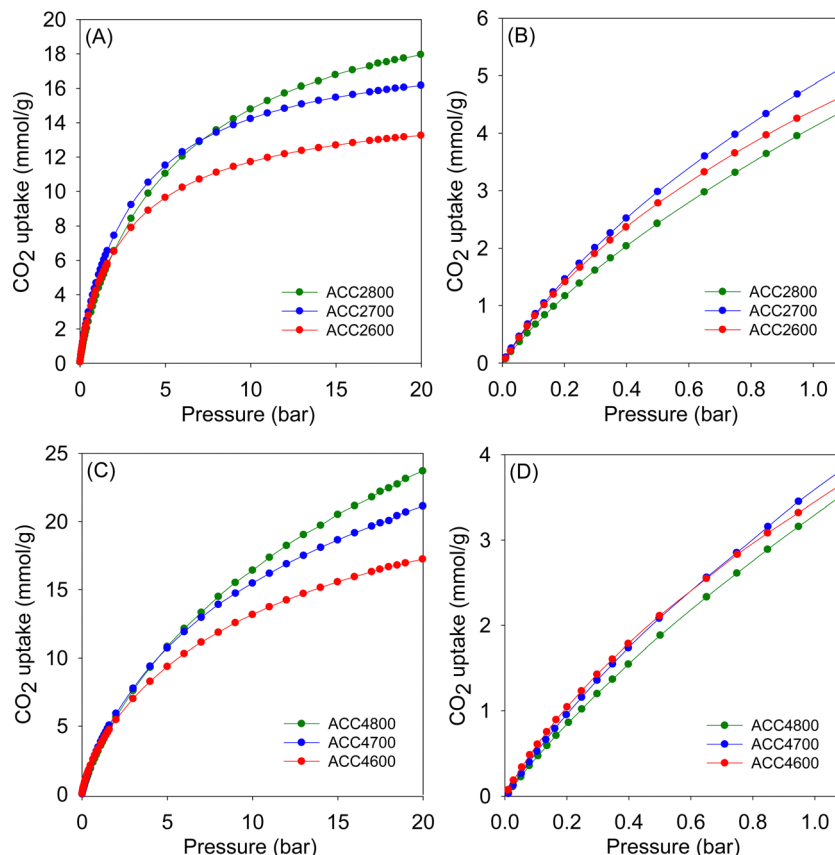 (A)
CO2 uptake (mmol/g)
20
18
16
14
12
10
8
6
4
2
0
ACC2800
ACC2700
ACC2600
0 5 10 15 20
Pressure (bar)
(B)
CO2 uptake (mmol/g)
6
5
4
3
2
1
0
ACC2800
ACC2700
ACC2600
0.0 0.2 0.4 0.6 0.8 1.0
Pressure (bar)
(C)
CO2 uptake (mmol/g)
25
20
15
10
5
0
ACC4800
ACC4700
ACC4600
0 5 10 15 20
Pressure (bar)
(D)
CO2 uptake (mmol/g)
4
3
2
1
0
ACC4800
ACC4700
ACC4600
0.0 0.2 0.4 0.6 0.8 1.0
Pressure (bar)